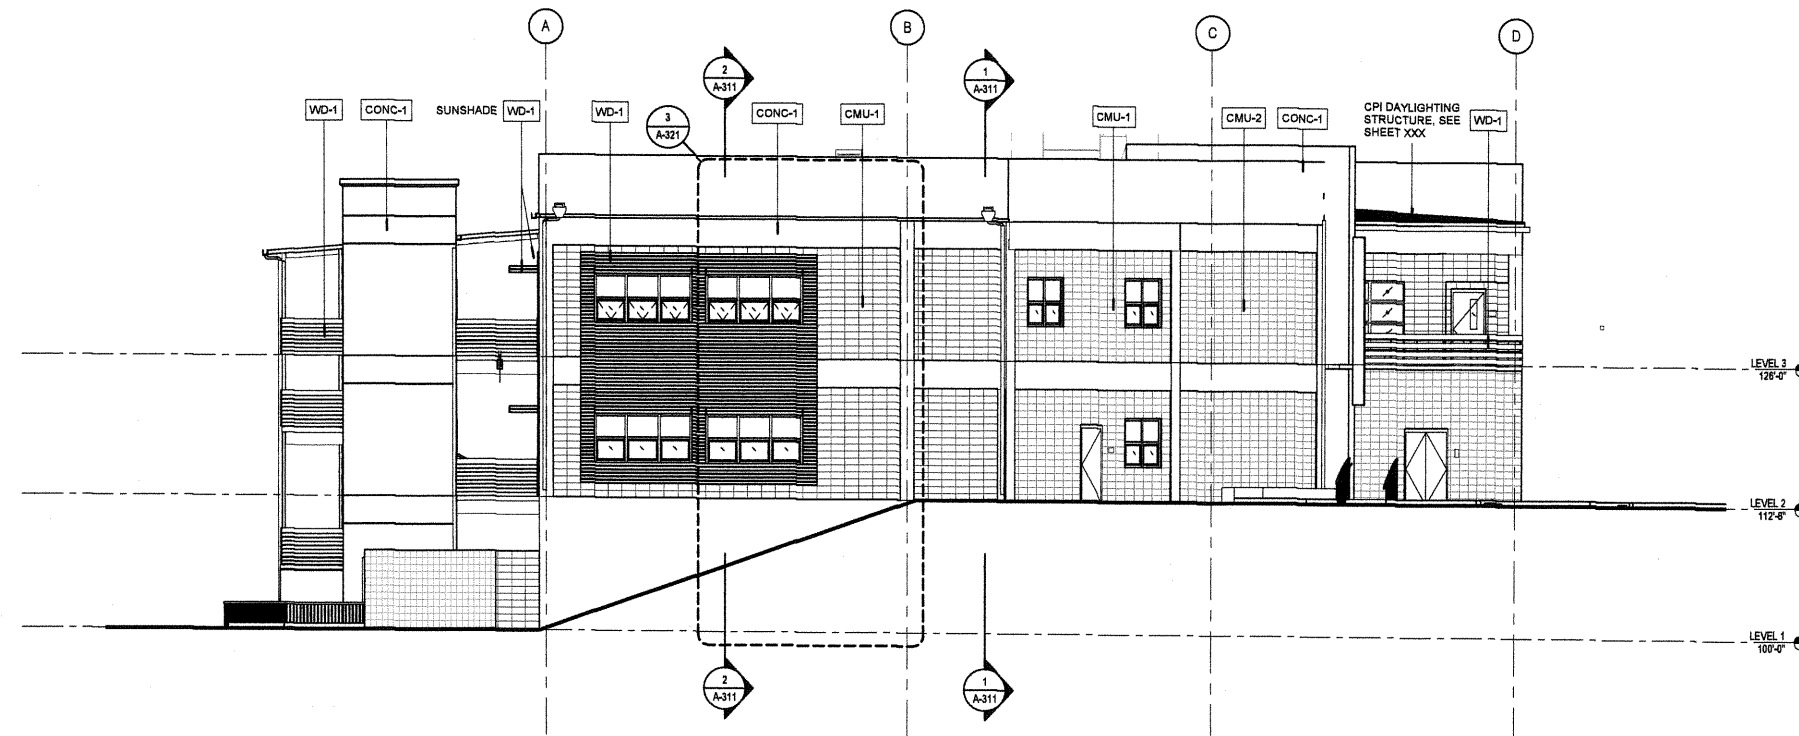 A
B
C
D
2
A-311
1
A-311
WD-1
CONC-1
SUNSHADE
WD-1
WD-1
3
A-321
CONC-1
CMU-1
CMU-1
CMU-2
CONC-1
CPI DAYLIGHTING
STRUCTURE, SEE
SHEET XXX
WD-1
LEVEL 3
126'-0"
LEVEL 2
112'-8"
LEVEL 1
100'-0"
2
A-311
1
A-311